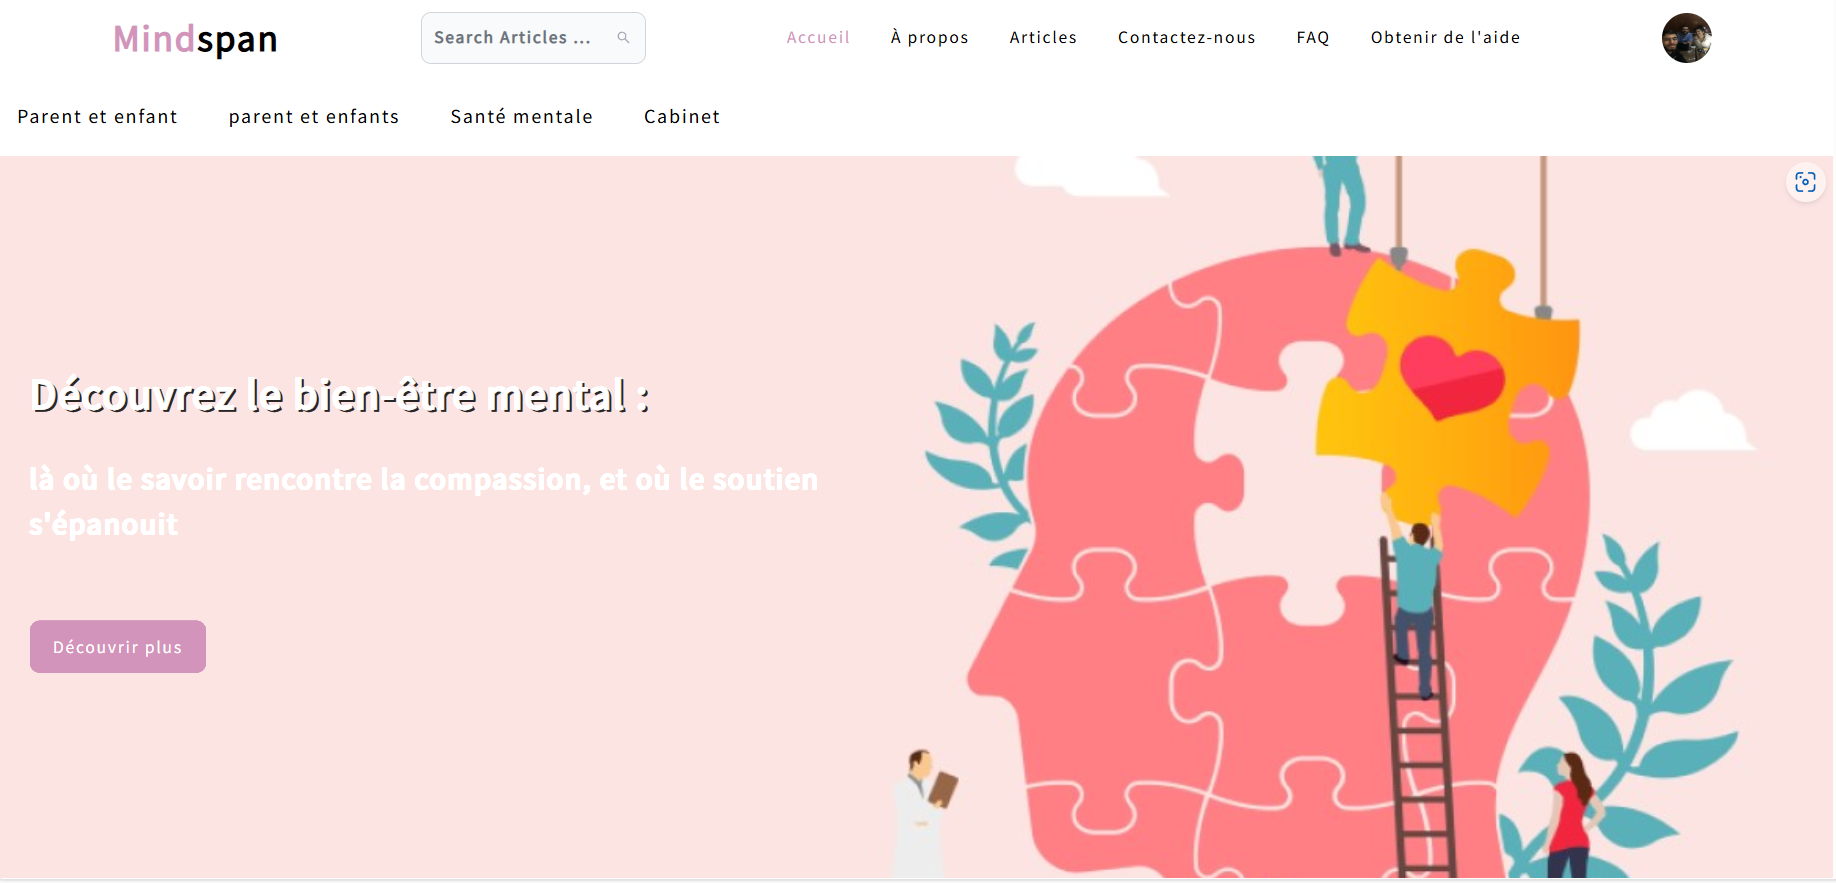 Mindspan
Search Articles ...
Accueil
À propos
Articles
Contactez-nous
FAQ
Obtenir de l'aide
Parent et enfant
parent et enfants
Santé mentale
Cabinet
Découvrez le bien-être mental :
là où le savoir rencontre la compassion, et où le soutien
s'épanouit
Découvrir plus